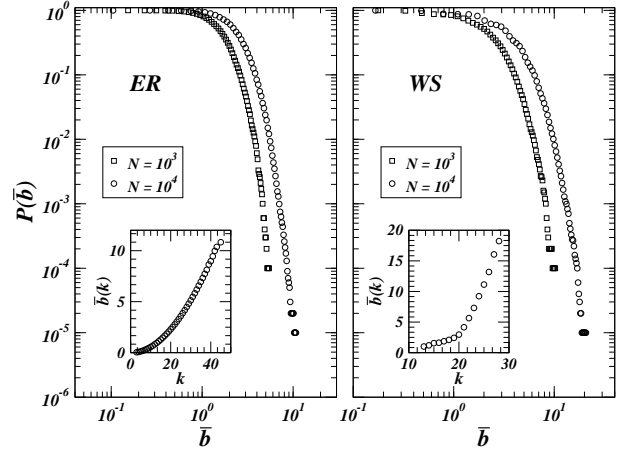 10^0
10^-1
10^-2
10^-3
10^-4
10^-5
10^-6
P(b̄)
ER
N = 10^3
N = 10^4
10
5
0
b̄(k)
0 20 40
k
10^-1 10^0 10^1
b̄
WS
N = 10^3
N = 10^4
20
15
10
5
0
b̄(k)
10 15 20 25 30
k
10^-1 10^0 10^1
b̄